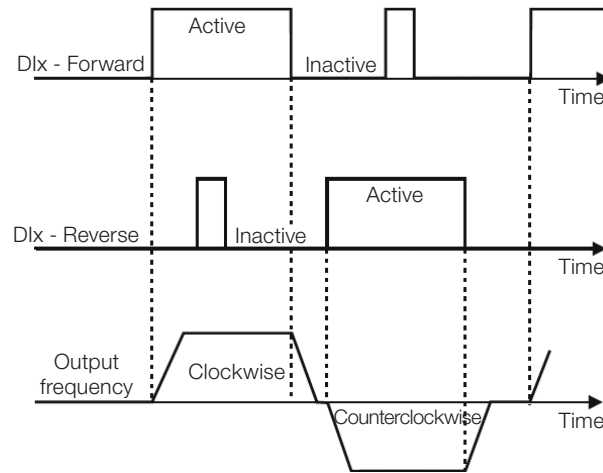 Active
DIx - Forward
Inactive
Time
Active
DIx - Reverse
Inactive
Time
Output
frequency
Clockwise
Counterclockwise
Time